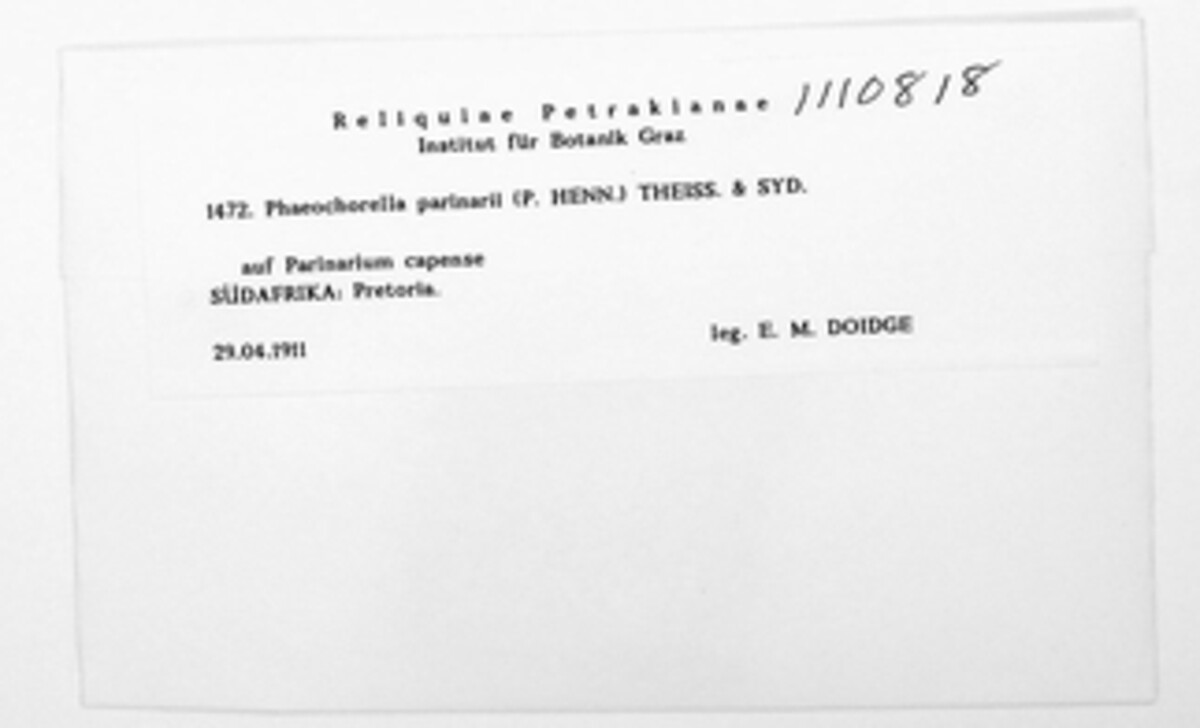 Reliquiae Petrakianae 1110818
Institut für Botanik Graz
1472. Phaeochorella parinarii (P. HENN.) THEISS. & SYD.
auf Parinarium capense
SÜDAFRIKA: Pretoria.
29.04.1911 leg. E. M. DOIDGE